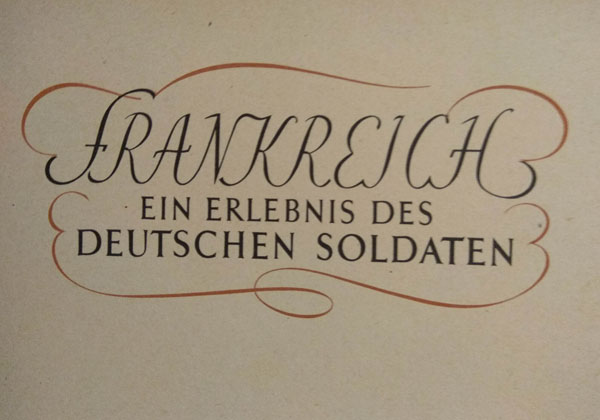 FRANKREICH
EIN ERLEBNIS DES
DEUTSCHEN SOLDATEN